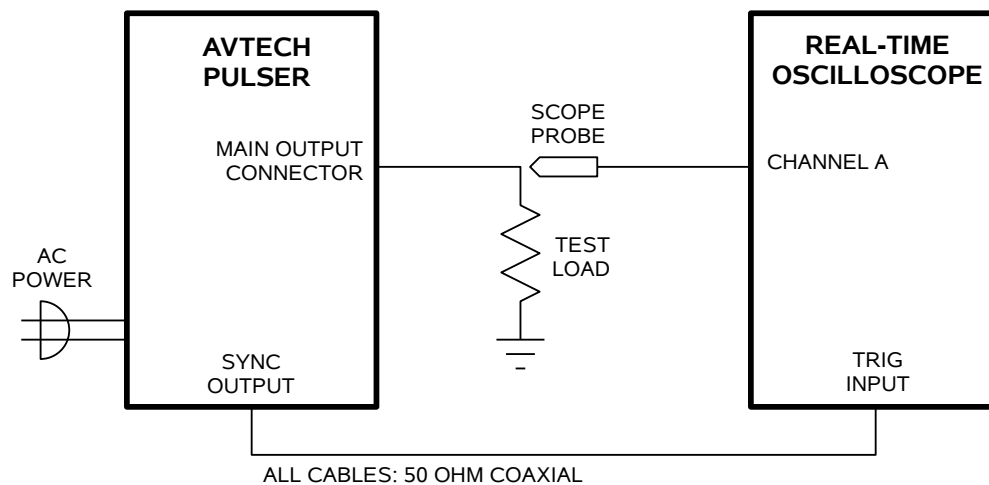 AVTECH
PULSER
REAL-TIME
OSCILLOSCOPE
SCOPE
PROBE
MAIN OUTPUT
CONNECTOR
CHANNEL A
TEST
LOAD
AC
POWER
SYNC
OUTPUT
TRIG
INPUT
ALL CABLES: 50 OHM COAXIAL